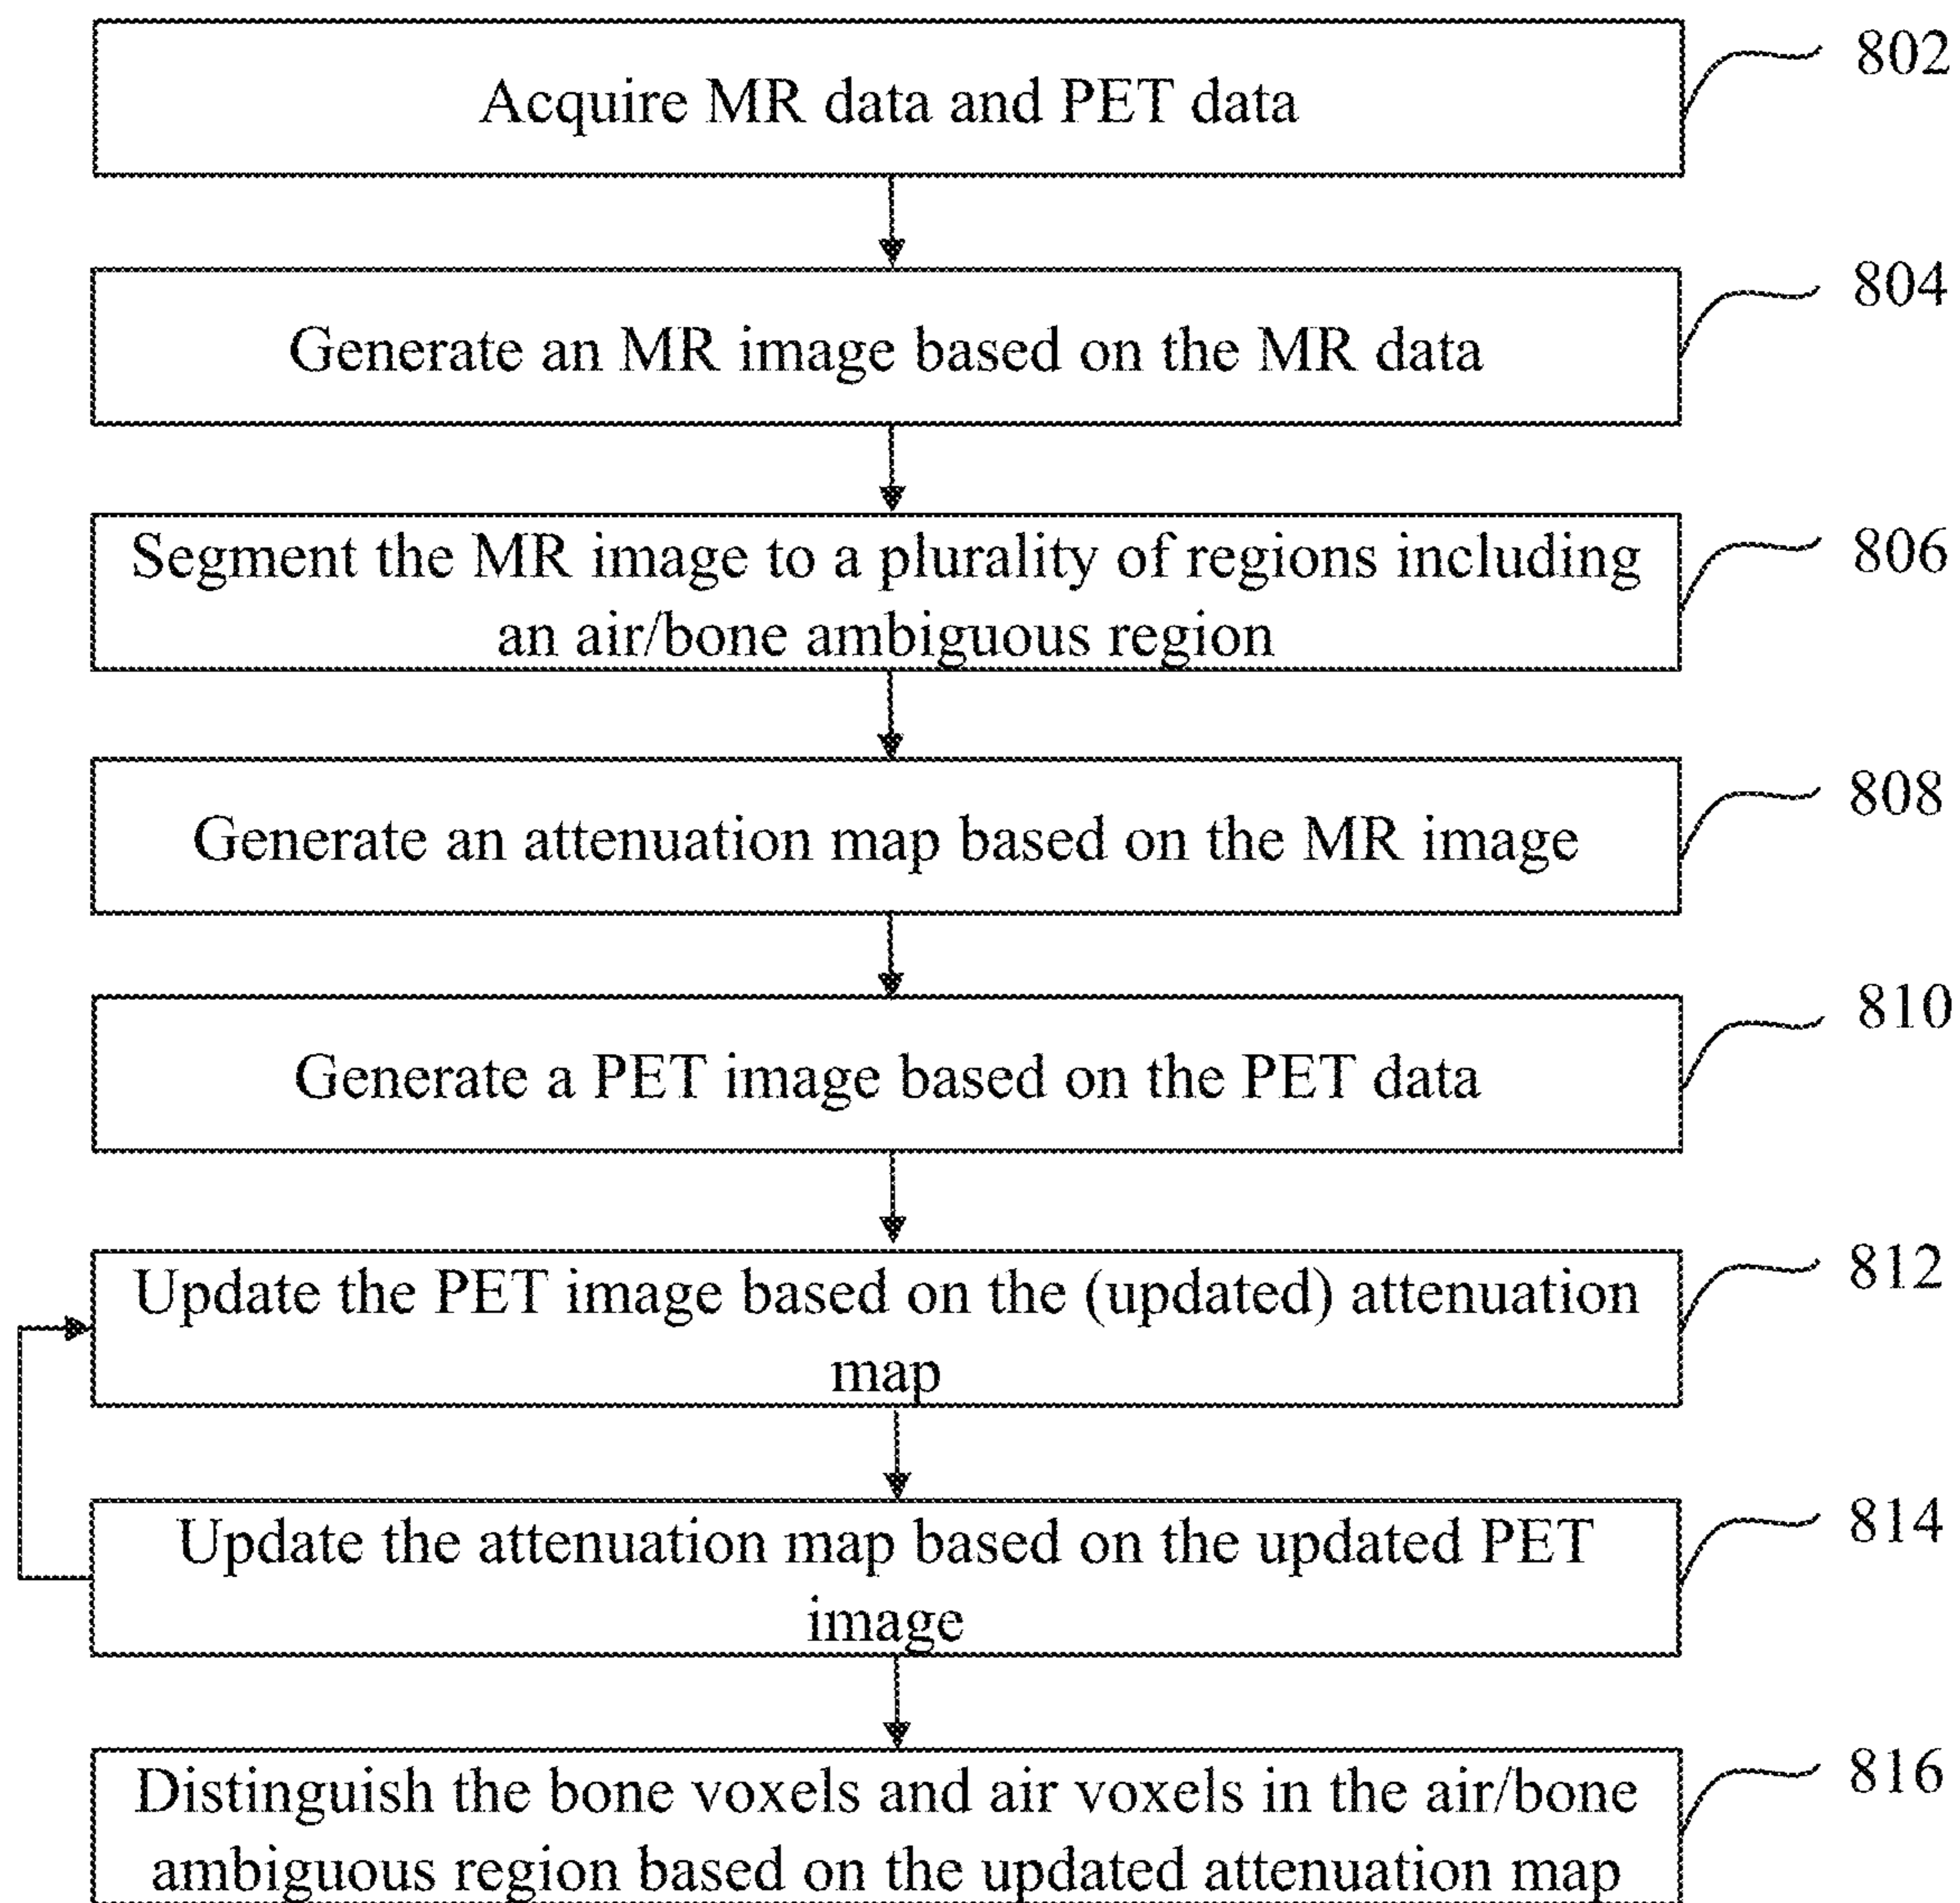 Acquire MR data and PET data
802
Generate an MR image based on the MR data
804
Segment the MR image to a plurality of regions including
an air/bone ambiguous region
806
Generate an attenuation map based on the MR image
808
Generate a PET image based on the PET data
810
Update the PET image based on the (updated) attenuation
map
812
Update the attenuation map based on the updated PET
image
814
Distinguish the bone voxels and air voxels in the air/bone
ambiguous region based on the updated attenuation map
816